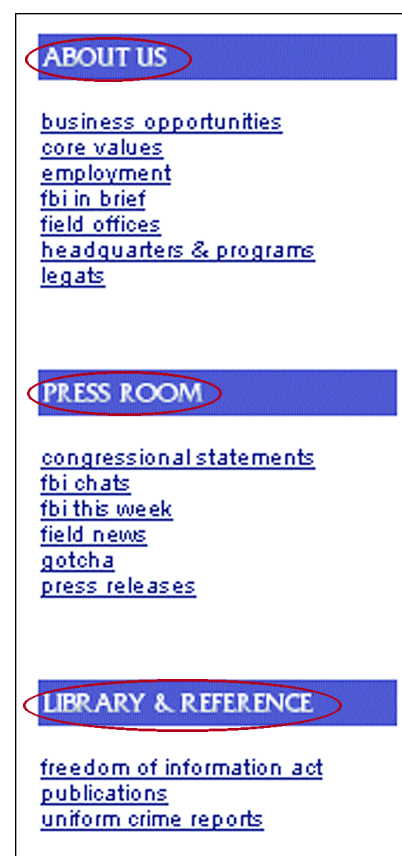 ABOUT US
business opportunities
core values
employment
fbi in brief
field offices
headquarters & programs
legats
PRESS ROOM
congressional statements
fbi chats
fbi this week
field news
gotcha
press releases
LIBRARY & REFERENCE
freedom of information act
publications
uniform crime reports